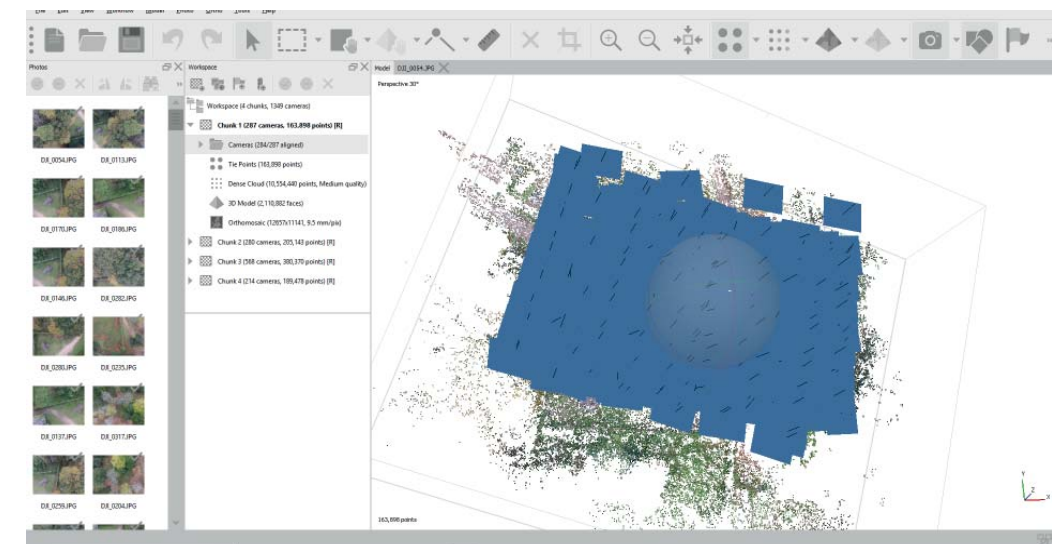 Photos
Workspace
Model DJI_0054.JPG
Perspective 30°
Workspace (4 chunks, 1349 cameras)
Chunk 1 (287 cameras, 163,898 points) [R]
Cameras (284/287 aligned)
Tie Points (163,898 points)
Dense Cloud (10,554,440 points, Medium quality)
3D Model (2,110,882 faces)
Orthomosaic (12657x11141, 9.5 mm/pix)
Chunk 2 (280 cameras, 205,143 points) [R]
Chunk 3 (568 cameras, 380,370 points) [R]
Chunk 4 (214 cameras, 189,478 points) [R]
DJI_0054.JPG DJI_0113.JPG
DJI_0170.JPG DJI_0186.JPG
DJI_0146.JPG DJI_0282.JPG
DJI_0288.JPG DJI_0235.JPG
DJI_0137.JPG DJI_0317.JPG
DJI_0259.JPG DJI_0204.JPG
163,898 points
Y
Z
X